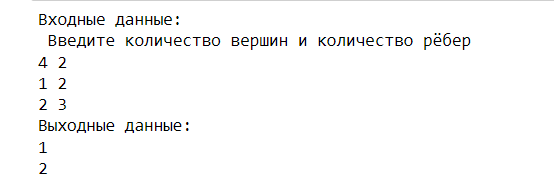 Входные данные:
Введите количество вершин и количество рёбер
4 2
1 2
2 3
Выходные данные:
1
2